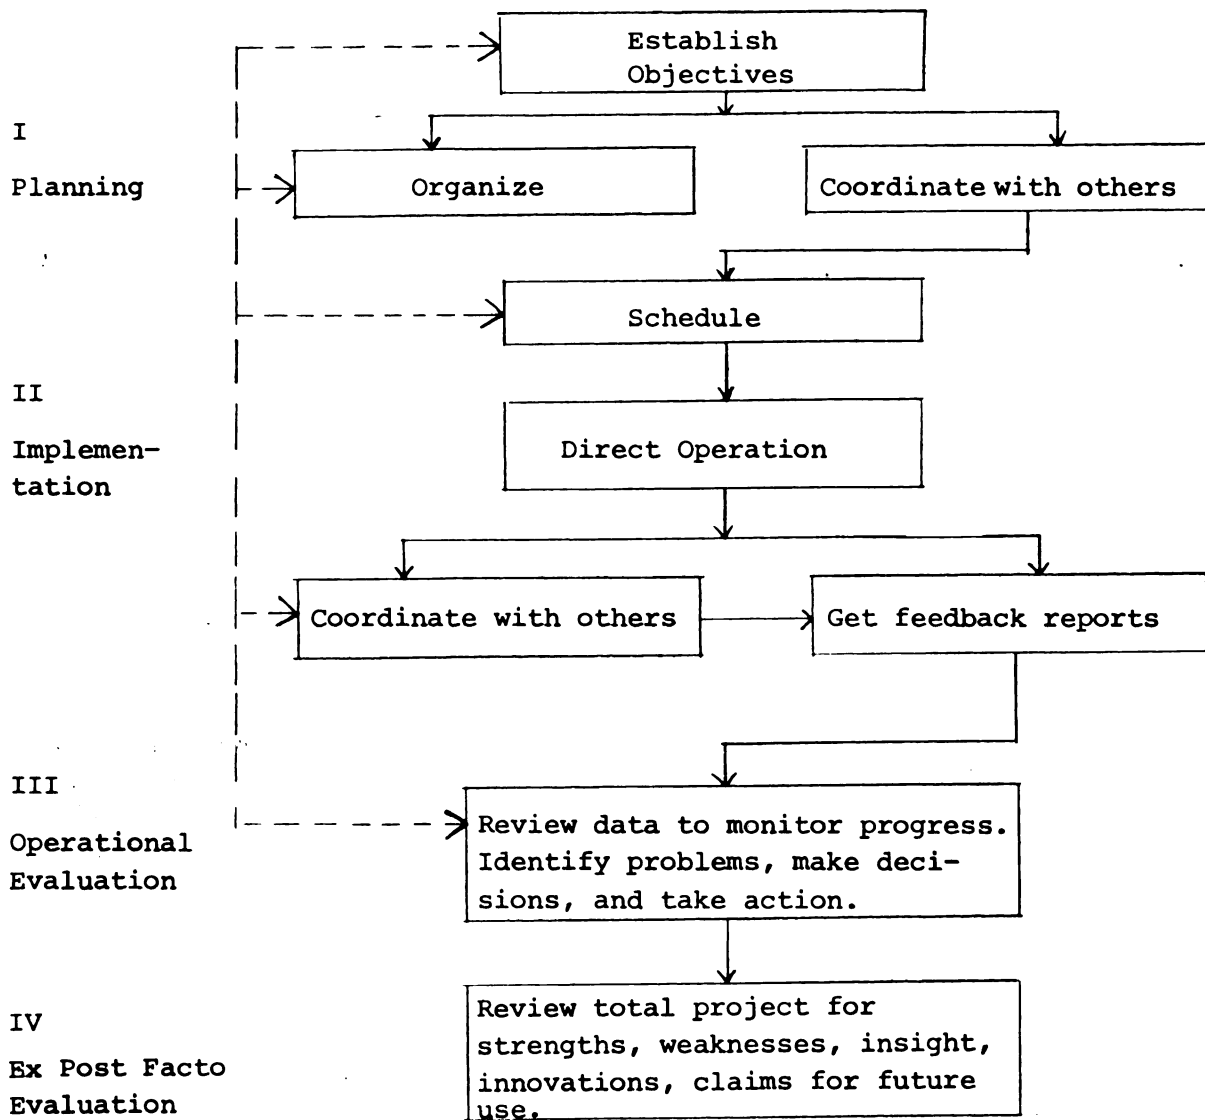 Establish
Objectives
I
Planning
Organize
Coordinate with others
Schedule
II
Implemen-
tation
Direct Operation
Coordinate with others
Get feedback reports
III
Operational
Evaluation
Review data to monitor progress.
Identify problems, make deci-
sions, and take action.
IV
Ex Post Facto
Evaluation
Review total project for
strengths, weaknesses, insight,
innovations, claims for future
use.